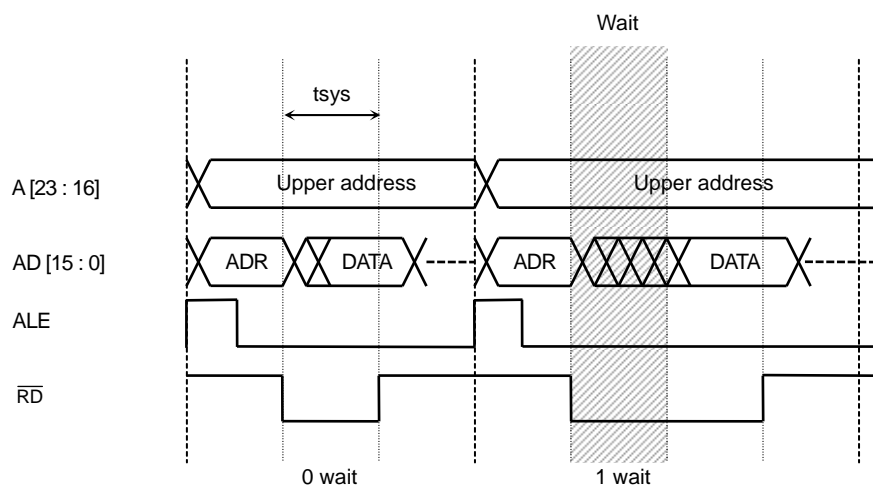 Wait
tsys
A [23 : 16] Upper address Upper address
AD [15 : 0] ADR DATA ADR DATA
ALE
R̅D̅
0 wait 1 wait